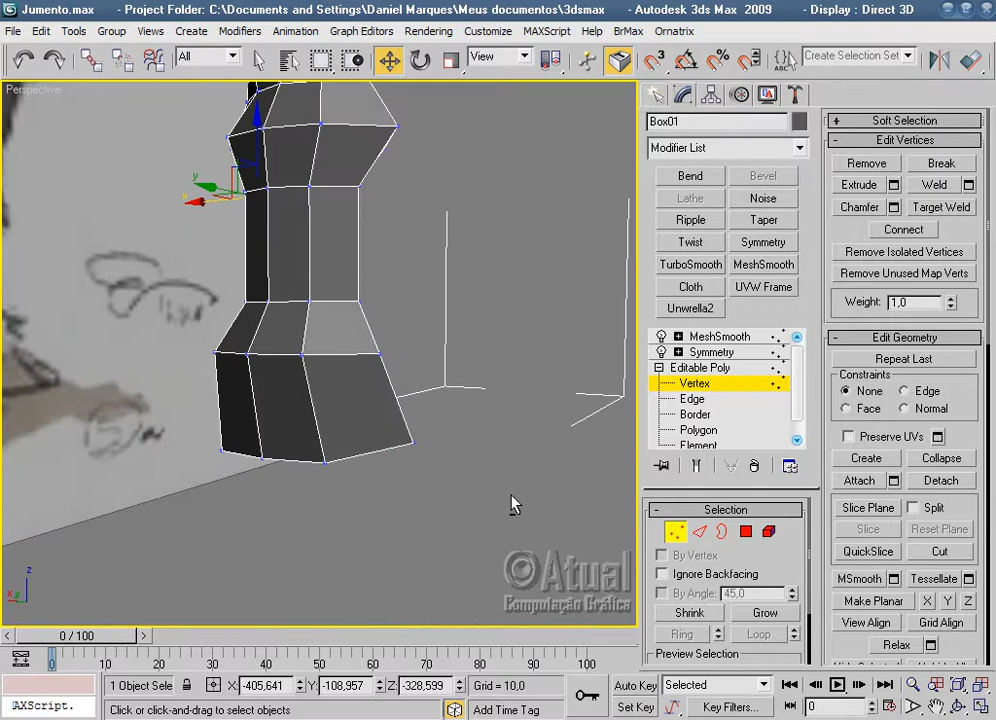 Jumento.max - Project Folder: C:\Documents and Settings\Daniel Marques\Meus documentos\3dsmax - Autodesk 3ds Max 2009 - Display : Direct 3D
File Edit Tools Group Views Create Modifiers Animation Graph Editors Rendering Customize MAXScript Help BrMax Ornatrix
All View Create Selection Set
Perspective
Box01
Modifier List
Bend Bevel
Lathe Noise
Ripple Taper
Twist Symmetry
TurboSmooth MeshSmooth
Cloth UVW Frame
Unwrella2
MeshSmooth
Symmetry
Editable Poly
Vertex
Edge
Border
Polygon
Element
Selection
By Vertex
Ignore Backfacing
By Angle: 45,0
Shrink Grow
Ring Loop
Preview Selection
+ Soft Selection
- Edit Vertices
Remove Break
Extrude Weld
Chamfer Target Weld
Connect
Remove Isolated Vertices
Remove Unused Map Verts
Weight: 1,0
- Edit Geometry
Repeat Last
Constraints
None Edge
Face Normal
Preserve UVs
Create Collapse
Attach Detach
Slice Plane Split
Slice Reset Plane
QuickSlice Cut
MSmooth Tessellate
Make Planar X Y Z
View Align Grid Align
Relax
x
y
z
x y
©Atual
Computação Gráfica
< 0 / 100 >
0 10 20 30 40 50 60 70 80 90 100
1 Object Sele X: -405,641 Y: -108,957 Z: -328,599 Grid = 10,0
Auto Key Selected
AXScript.
Click or click-and-drag to select objects
Add Time Tag
Set Key Key Filters... 0